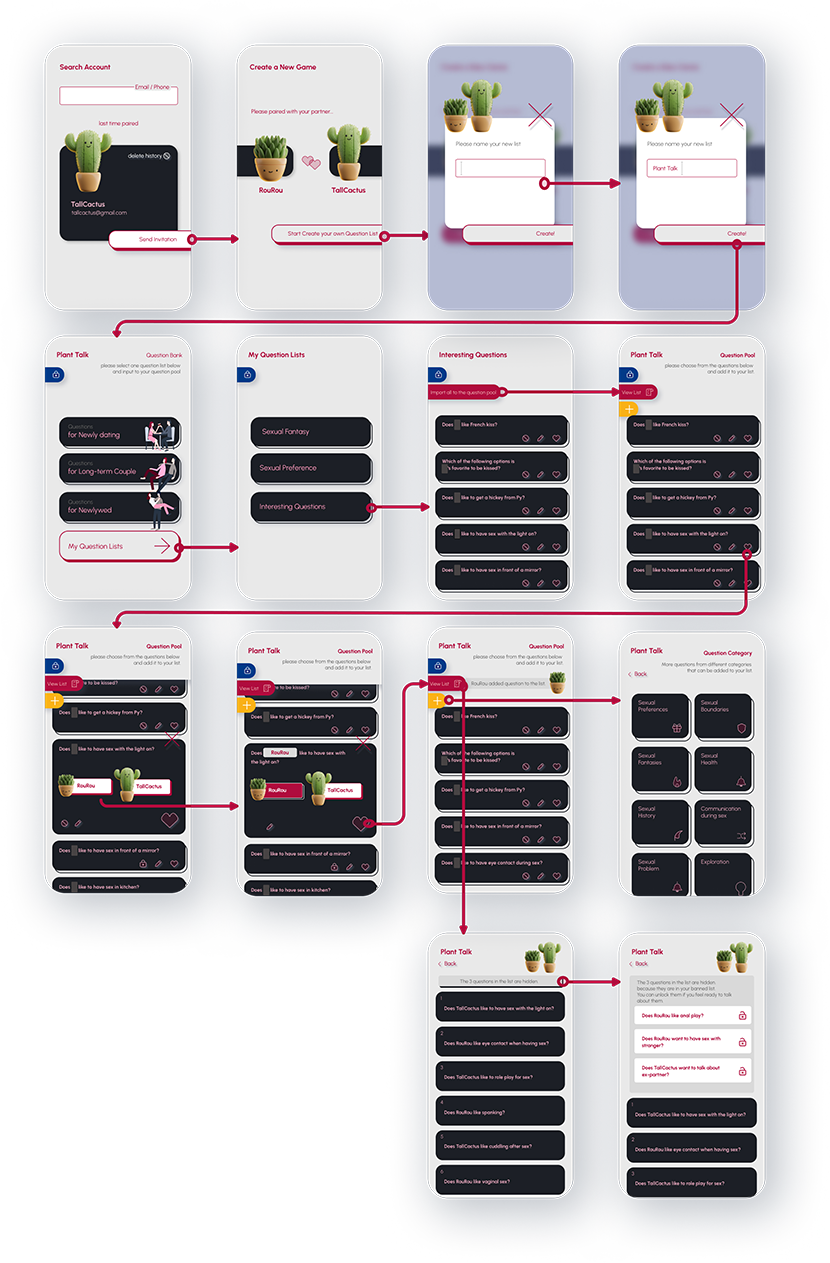 Search Account
Email / Phone
last time paired
delete history
TallCactus
tallcactus@gmail.com
Send Invitation
Create a New Game
Please paired with your partner...
RouRou
TallCactus
Start Create your own Question List
Please name your new list
Create!
Please name your new list
Plant Talk
Create!
Plant Talk
Question Bank
please select one question list below
and input to your question pool
Questions
for Newly dating
Questions
for Long-term Couple
Questions
for Newlywed
My Question Lists
My Question Lists
Sexual Fantasy
Sexual Preference
Interesting Questions
Interesting Questions
Import all to the question pool
Does like French kiss?
Which of the following options is
's favorite to be kissed?
Does like to get a hickey from Py?
Does like to have sex with the light on?
Does like to have sex in front of a mirror?
Plant Talk
Question Pool
please choose from the questions below
and add it to your list
View List
Does like French kiss?
Which of the following options is
's favorite to be kissed?
Does like to get a hickey from Py?
Does like to have sex with the light on?
Does like to have sex in front of a mirror?
Plant Talk
Question Pool
please choose from the questions below
and add it to your list
View List
's favorite to be kissed?
Does like to get a hickey from Py?
Does like to have sex with the light on?
RouRou
TallCactus
Does like to have sex in front of a mirror?
Does like to have sex in kitchen?
Plant Talk
Question Pool
please choose from the questions below
and add it to your list
View List
to be kissed?
Does like to get a hickey from Py?
Does RouRou like to have sex with
the light on?
RouRou
TallCactus
Does like to have sex in front of a mirror?
Does like to have sex in kitchen?
Plant Talk
Question Pool
please choose from the questions below
and add it to your list
View List
RouRou added question to the list.
Does like French kiss?
Which of the following options is
's favorite to be kissed?
Does like to get a hickey from Py?
Does like to have sex in front of a mirror?
Does like to have eye contact during sex?
Plant Talk
Question Category
More questions from different categories
that can be added to your list
Back
Sexual
Preferences
Sexual
Boundaries
Sexual
Fantasies
Sexual
Health
Sexual
History
Communication
during sex
Sexual
Problem
Exploration
Plant Talk
Back
The 3 questions in the list are hidden.
1
Does TallCactus like to have sex with the light on?
2
Does RouRou like eye contact when having sex?
3
Does TallCactus like to role play for sex?
4
Does RouRou like spanking?
5
Does TallCactus like cuddling after sex?
6
Does RouRou like vaginal sex?
Plant Talk
Back
The 3 questions in the list are hidden.
because they are in your banned list
You can unlock them if you feel ready to talk
about them.
Does RouRou like anal play?
Does RouRou want to have sex with
stranger?
Does TallCactus want to talk about
ex-partner?
1
Does TallCactus like to have sex with the light on?
2
Does RouRou like eye contact when having sex?
3
Does TallCactus like to role play for sex?